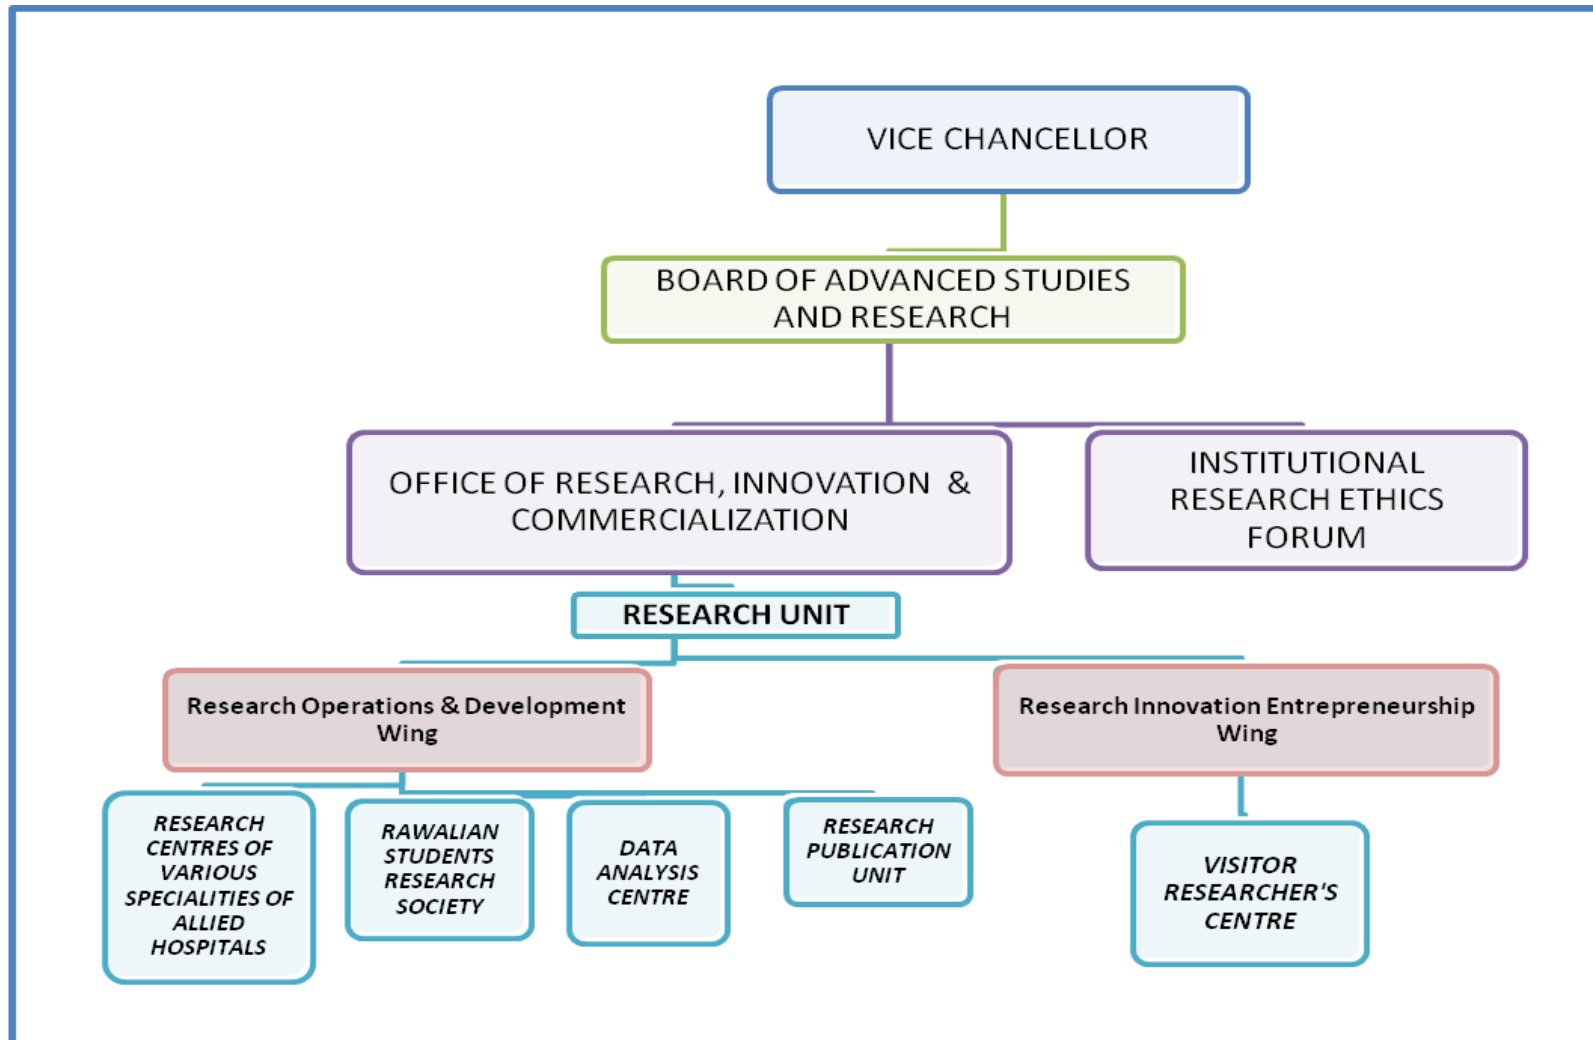 VICE CHANCELLOR
BOARD OF ADVANCED STUDIES
AND RESEARCH
OFFICE OF RESEARCH, INNOVATION &
COMMERCIALIZATION
INSTITUTIONAL
RESEARCH ETHICS
FORUM
RESEARCH UNIT
Research Operations & Development
Wing
Research Innovation Entrepreneurship
Wing
RESEARCH
CENTRES OF
VARIOUS
SPECIALITIES OF
ALLIED
HOSPITALS
RAWALIAN
STUDENTS
RESEARCH
SOCIETY
DATA
ANALYSIS
CENTRE
RESEARCH
PUBLICATION
UNIT
VISITOR
RESEARCHER'S
CENTRE